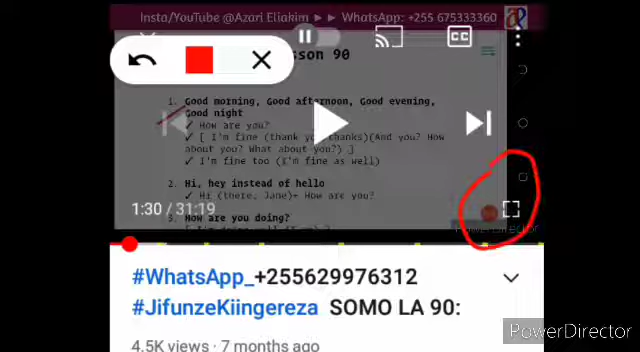 Insta/YouTube @Azari Eliakim ►► WhatsApp: +255 675333360
CC
sson 90
1. Good morning, Good afternoon, Good evening,
Good night
✓ How are you?
✓ [ I'm fine (thank you, thanks)(And you? How
about you? What about you?) ]
✓ I'm fine too (I'm fine as well)
2. Hi, hey instead of hello
✓ Hi (there, Jane)+ How are you?
1:30 / 31:19
3. How are you doing?
PowerDirector
#WhatsApp_+255629976312
#JifunzeKiingereza SOMO LA 90:
4.5K views · 7 months ago
PowerDirector